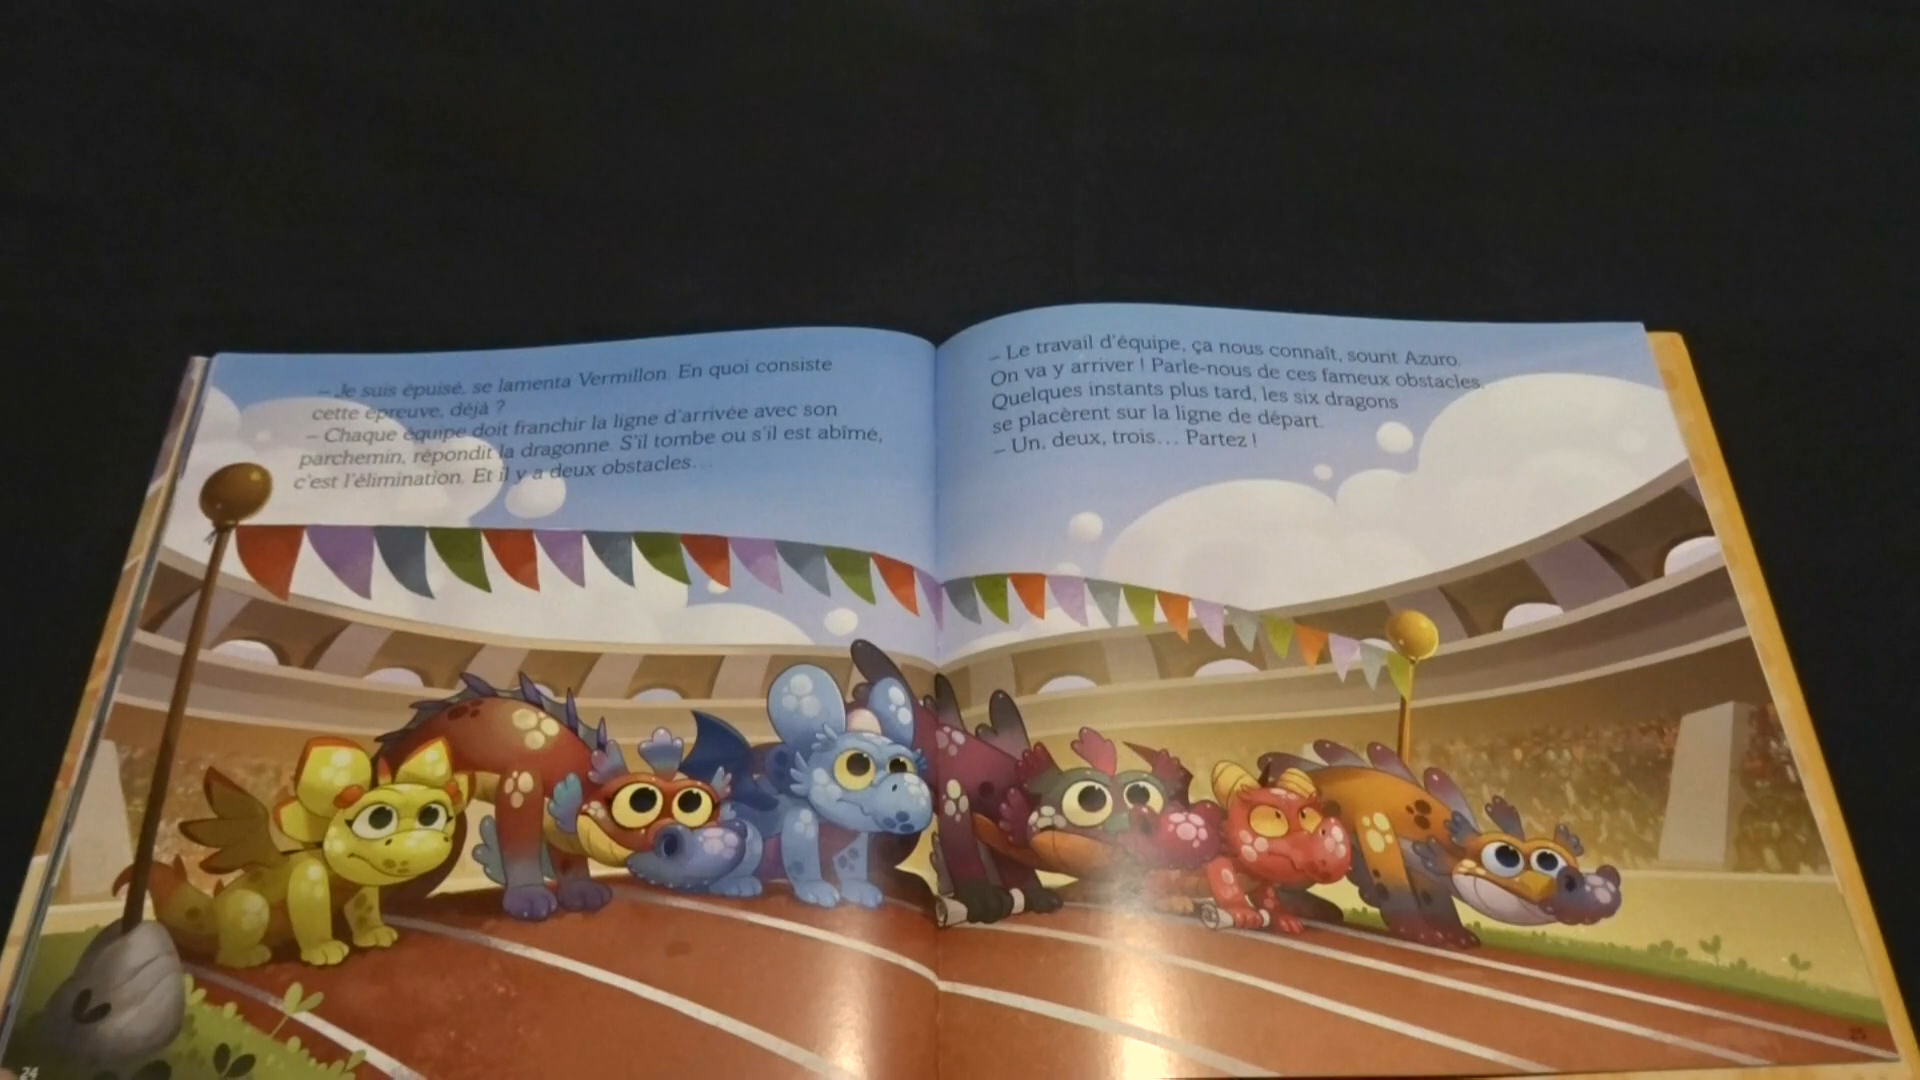 – Je suis épuisé, se lamenta Vermillon. En quoi consiste
cette épreuve, déjà ?
– Chaque équipe doit franchir la ligne d'arrivée avec son
parchemin, répondit la dragonne. S'il tombe ou s'il est abîmé,
c'est l'élimination. Et il y a deux obstacles...
24
– Le travail d'équipe, ça nous connaît, sourit Azuro.
On va y arriver ! Parle-nous de ces fameux obstacles.
Quelques instants plus tard, les six dragons
se placèrent sur la ligne de départ.
– Un, deux, trois... Partez !
25